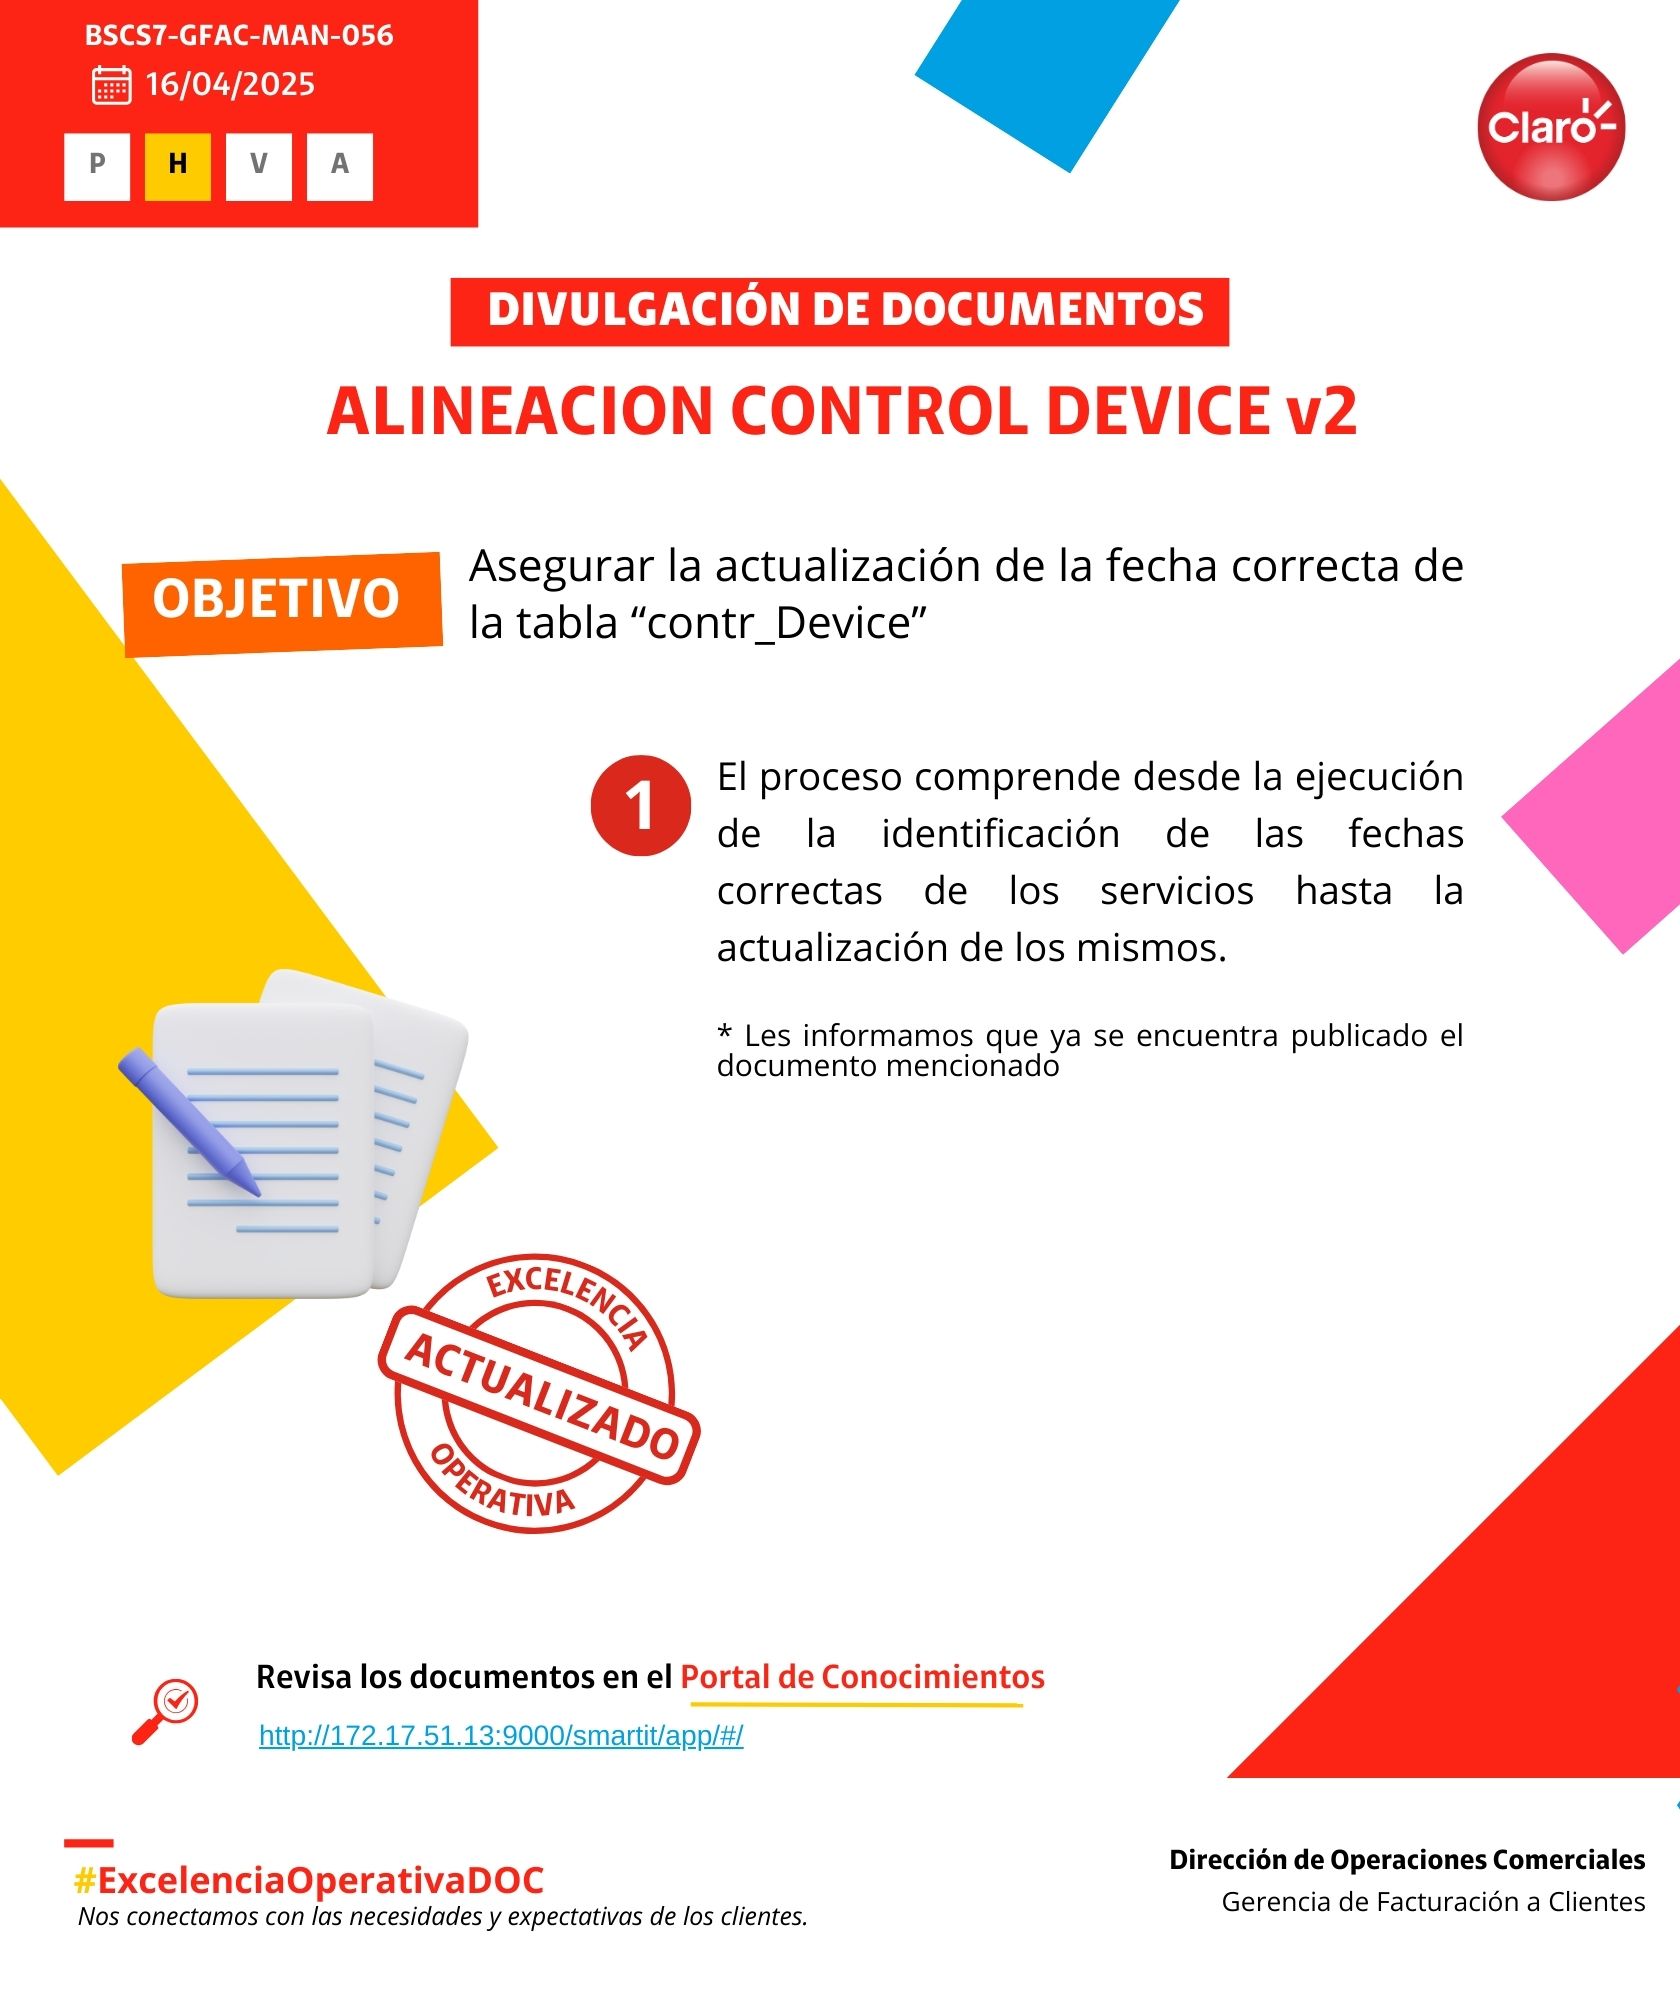 BSCS7-GFAC-MAN-056
16/04/2025
P H V A
Claro
DIVULGACIÓN DE DOCUMENTOS
ALINEACION CONTROL DEVICE v2
OBJETIVO
Asegurar la actualización de la fecha correcta de
la tabla “contr_Device”
1
El proceso comprende desde la ejecución
de la identificación de las fechas
correctas de los servicios hasta la
actualización de los mismos.
* Les informamos que ya se encuentra publicado el
documento mencionado
EXCELENCIA
ACTUALIZADO
OPERATIVA
Revisa los documentos en el Portal de Conocimientos
http://172.17.51.13:9000/smartit/app/#/
#ExcelenciaOperativaDOC
Nos conectamos con las necesidades y expectativas de los clientes.
Dirección de Operaciones Comerciales
Gerencia de Facturación a Clientes